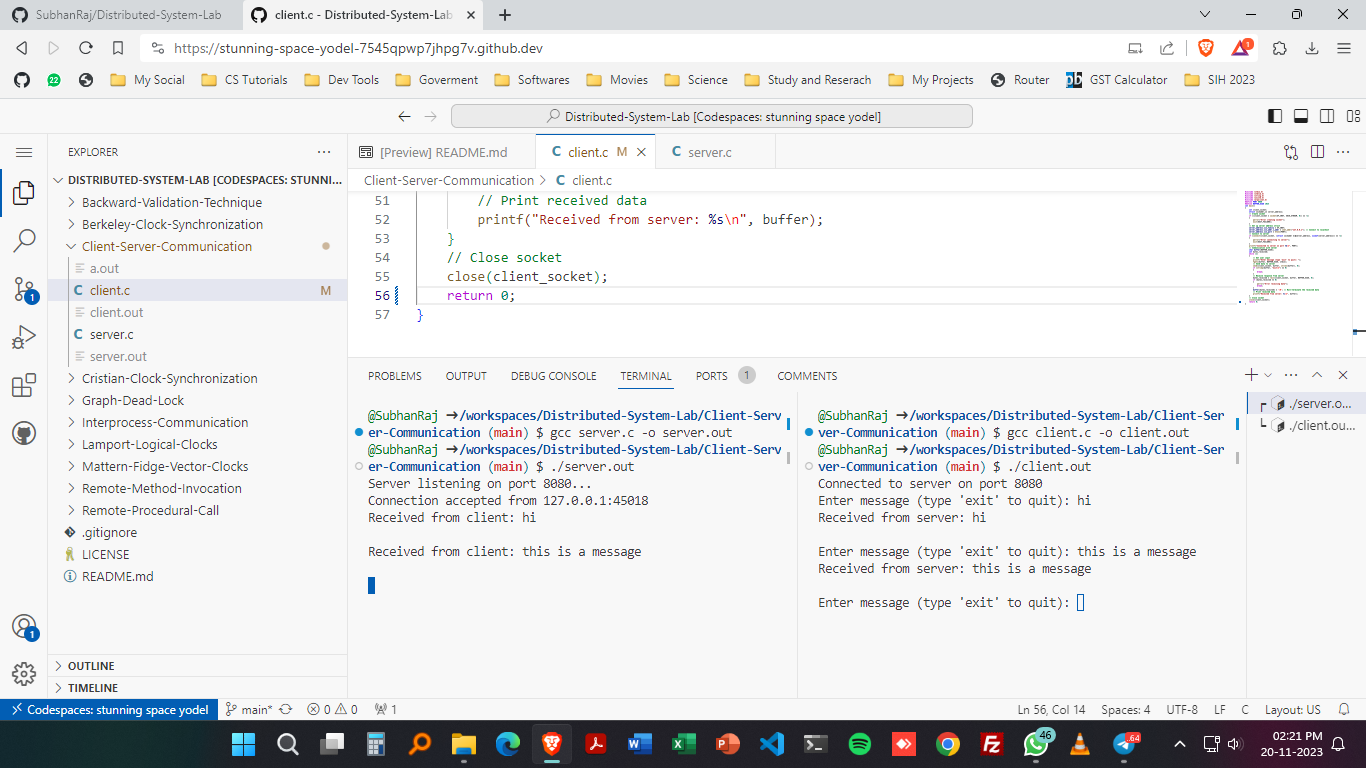 SubhanRaj/Distributed-System-Lab
client.c - Distributed-System-Lab
https://stunning-space-yodel-7545qpwp7jhpg7v.github.dev
1
22
My Social
CS Tutorials
Dev Tools
Goverment
Softwares
Movies
Science
Study and Reserach
My Projects
Router
GST Calculator
SIH 2023
Distributed-System-Lab [Codespaces: stunning space yodel]
EXPLORER
DISTRIBUTED-SYSTEM-LAB [CODESPACES: STUNNI...
Backward-Validation-Technique
Berkeley-Clock-Synchronization
Client-Server-Communication
a.out
C client.c M
client.out
C server.c
server.out
Cristian-Clock-Synchronization
Graph-Dead-Lock
Interprocess-Communication
Lamport-Logical-Clocks
Mattern-Fidge-Vector-Clocks
Remote-Method-Invocation
Remote-Procedural-Call
.gitignore
LICENSE
README.md
OUTLINE
TIMELINE
1
1
[Preview] README.md
C client.c M
C server.c
Client-Server-Communication > C client.c
51 // Print received data
52 printf("Received from server: %s\n", buffer);
53 }
54 // Close socket
55 close(client_socket);
56 return 0;
57 }
PROBLEMS OUTPUT DEBUG CONSOLE TERMINAL PORTS 1 COMMENTS
@SubhanRaj ➜/workspaces/Distributed-System-Lab/Client-Serv
er-Communication (main) $ gcc server.c -o server.out
@SubhanRaj ➜/workspaces/Distributed-System-Lab/Client-Serv
er-Communication (main) $ ./server.out
Server listening on port 8080...
Connection accepted from 127.0.0.1:45018
Received from client: hi
Received from client: this is a message
@SubhanRaj ➜/workspaces/Distributed-System-Lab/Client-Ser
ver-Communication (main) $ gcc client.c -o client.out
@SubhanRaj ➜/workspaces/Distributed-System-Lab/Client-Ser
ver-Communication (main) $ ./client.out
Connected to server on port 8080
Enter message (type 'exit' to quit): hi
Received from server: hi
Enter message (type 'exit' to quit): this is a message
Received from server: this is a message
Enter message (type 'exit' to quit):
./server.o...
./client.ou...
Codespaces: stunning space yodel
main*
0 0
1
Ln 56, Col 14
Spaces: 4
UTF-8
LF
C
Layout: US
46
.64
02:21 PM
20-11-2023